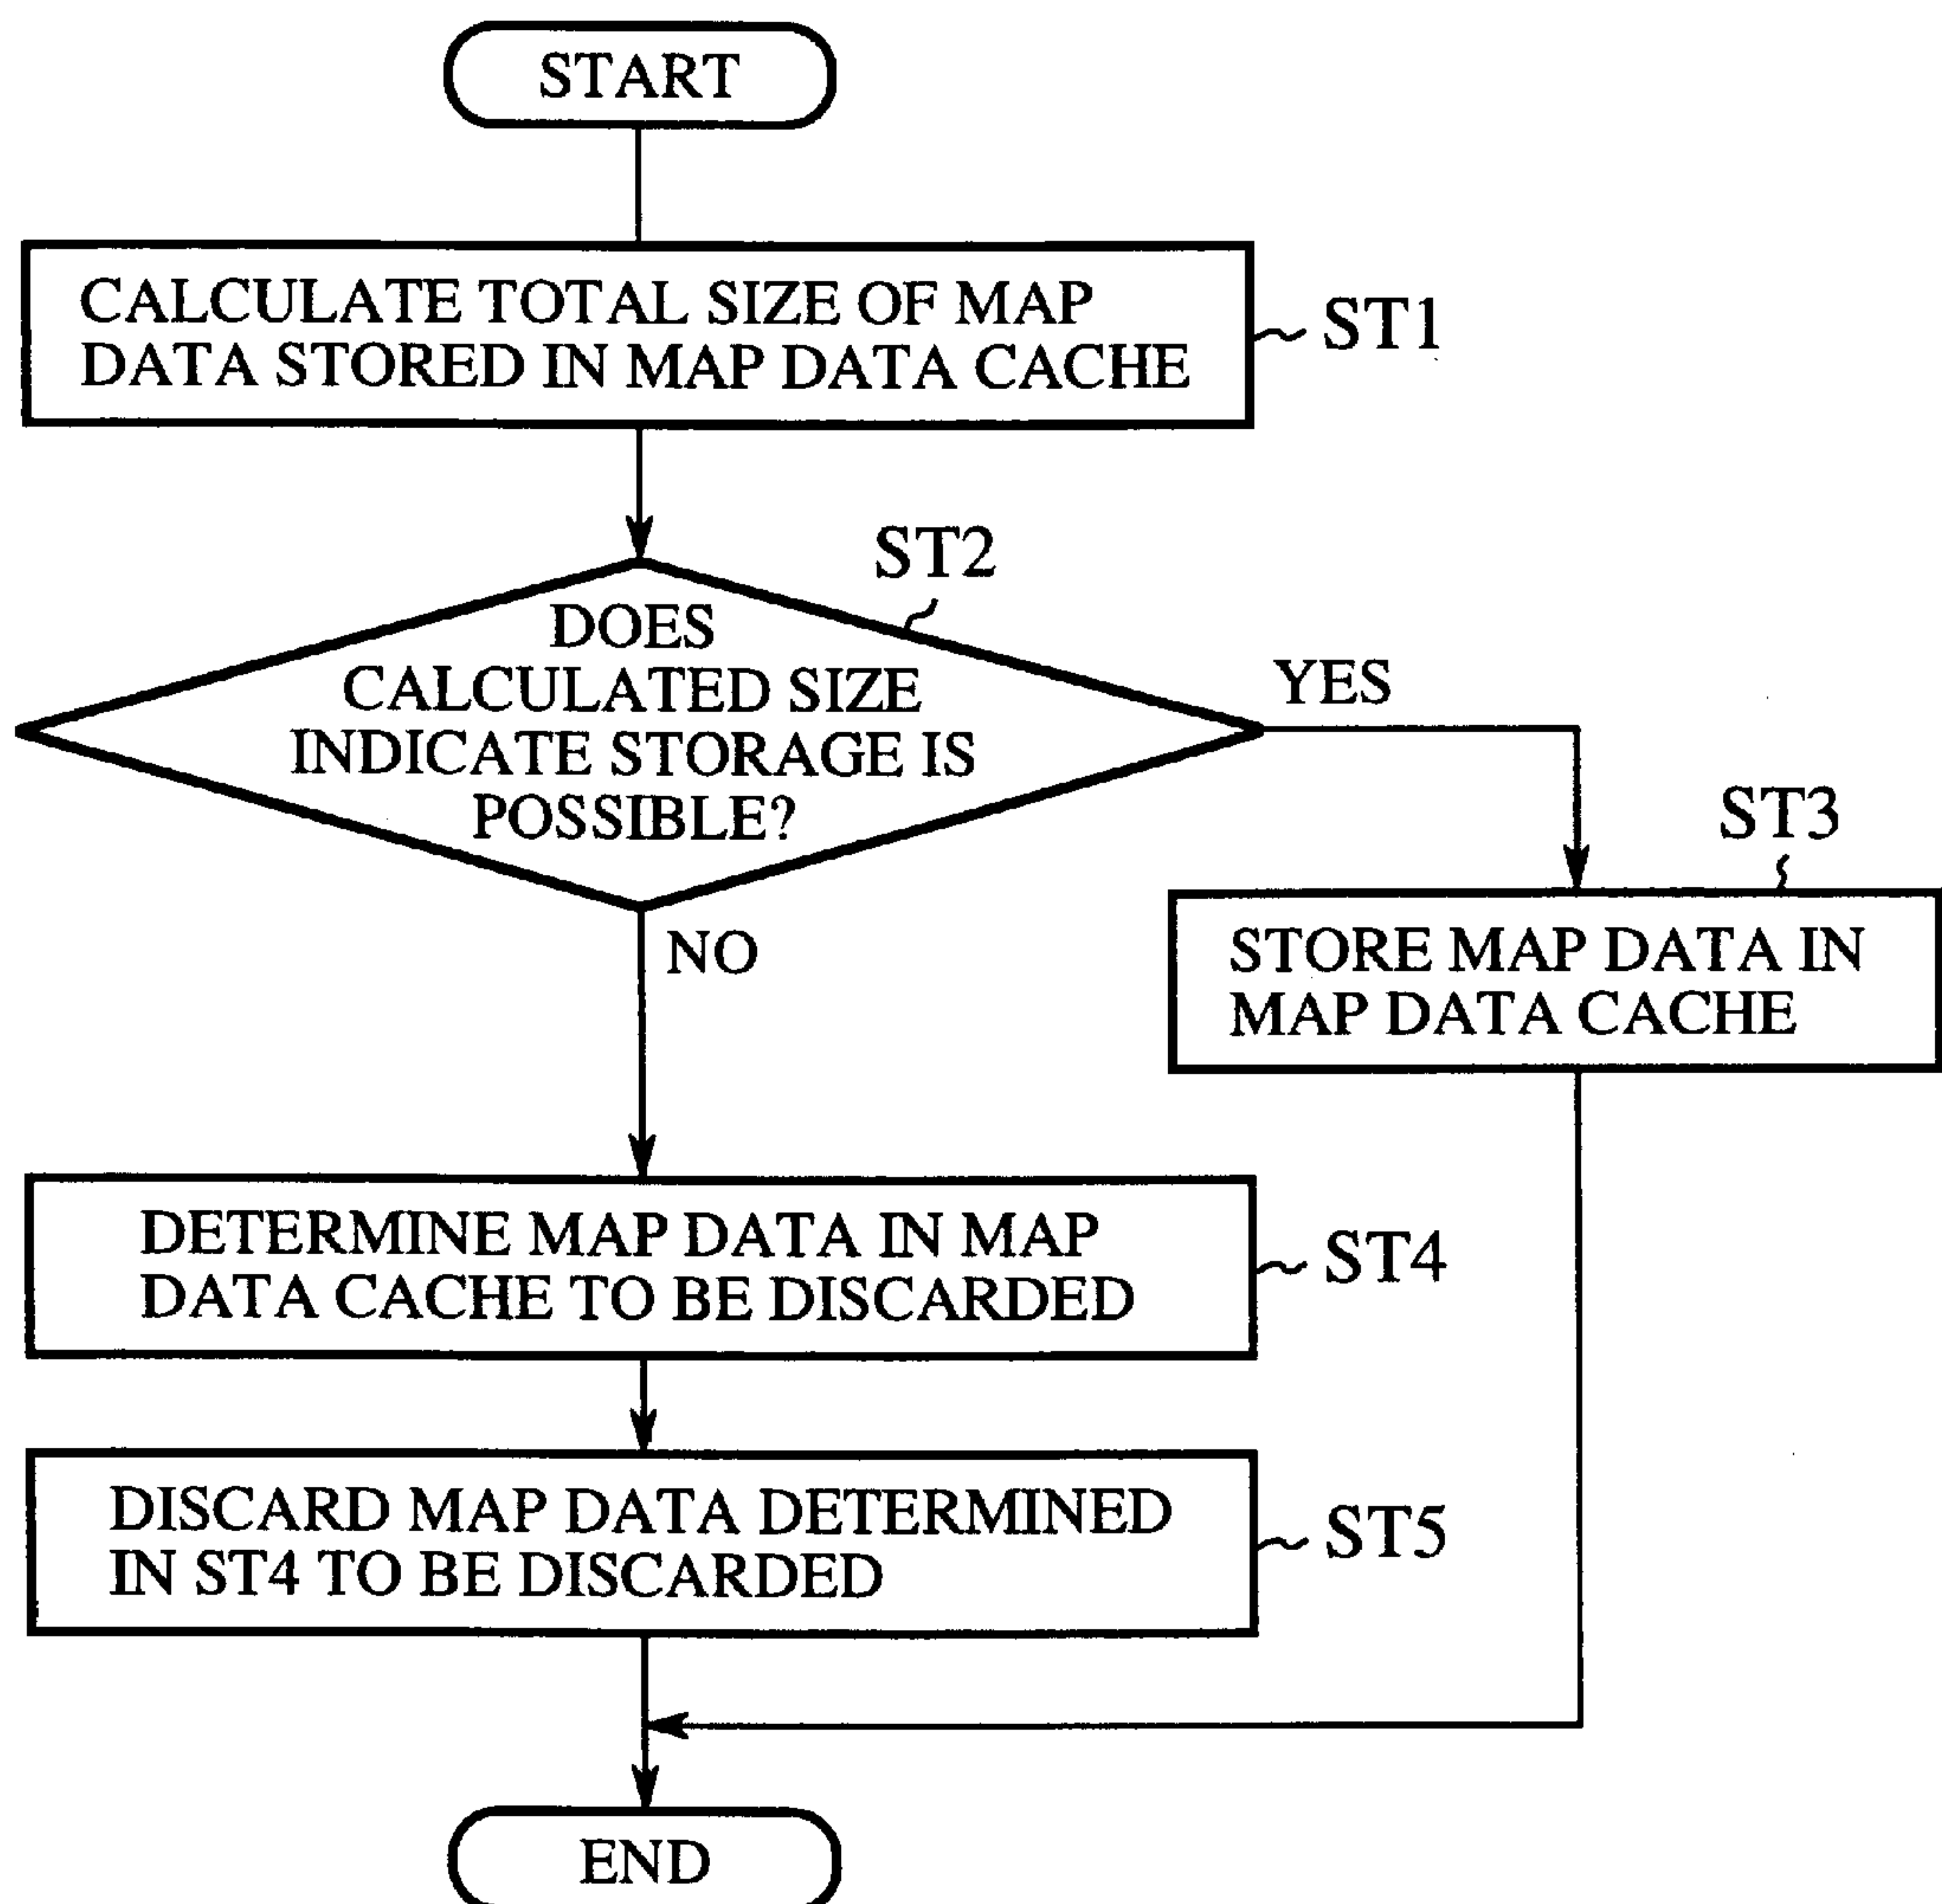 START
CALCULATE TOTAL SIZE OF MAP
DATA STORED IN MAP DATA CACHE
ST1
ST2
DOES
CALCULATED SIZE
INDICATE STORAGE IS
POSSIBLE?
YES
NO
ST3
STORE MAP DATA IN
MAP DATA CACHE
DETERMINE MAP DATA IN MAP
DATA CACHE TO BE DISCARDED
ST4
DISCARD MAP DATA DETERMINED
IN ST4 TO BE DISCARDED
ST5
END